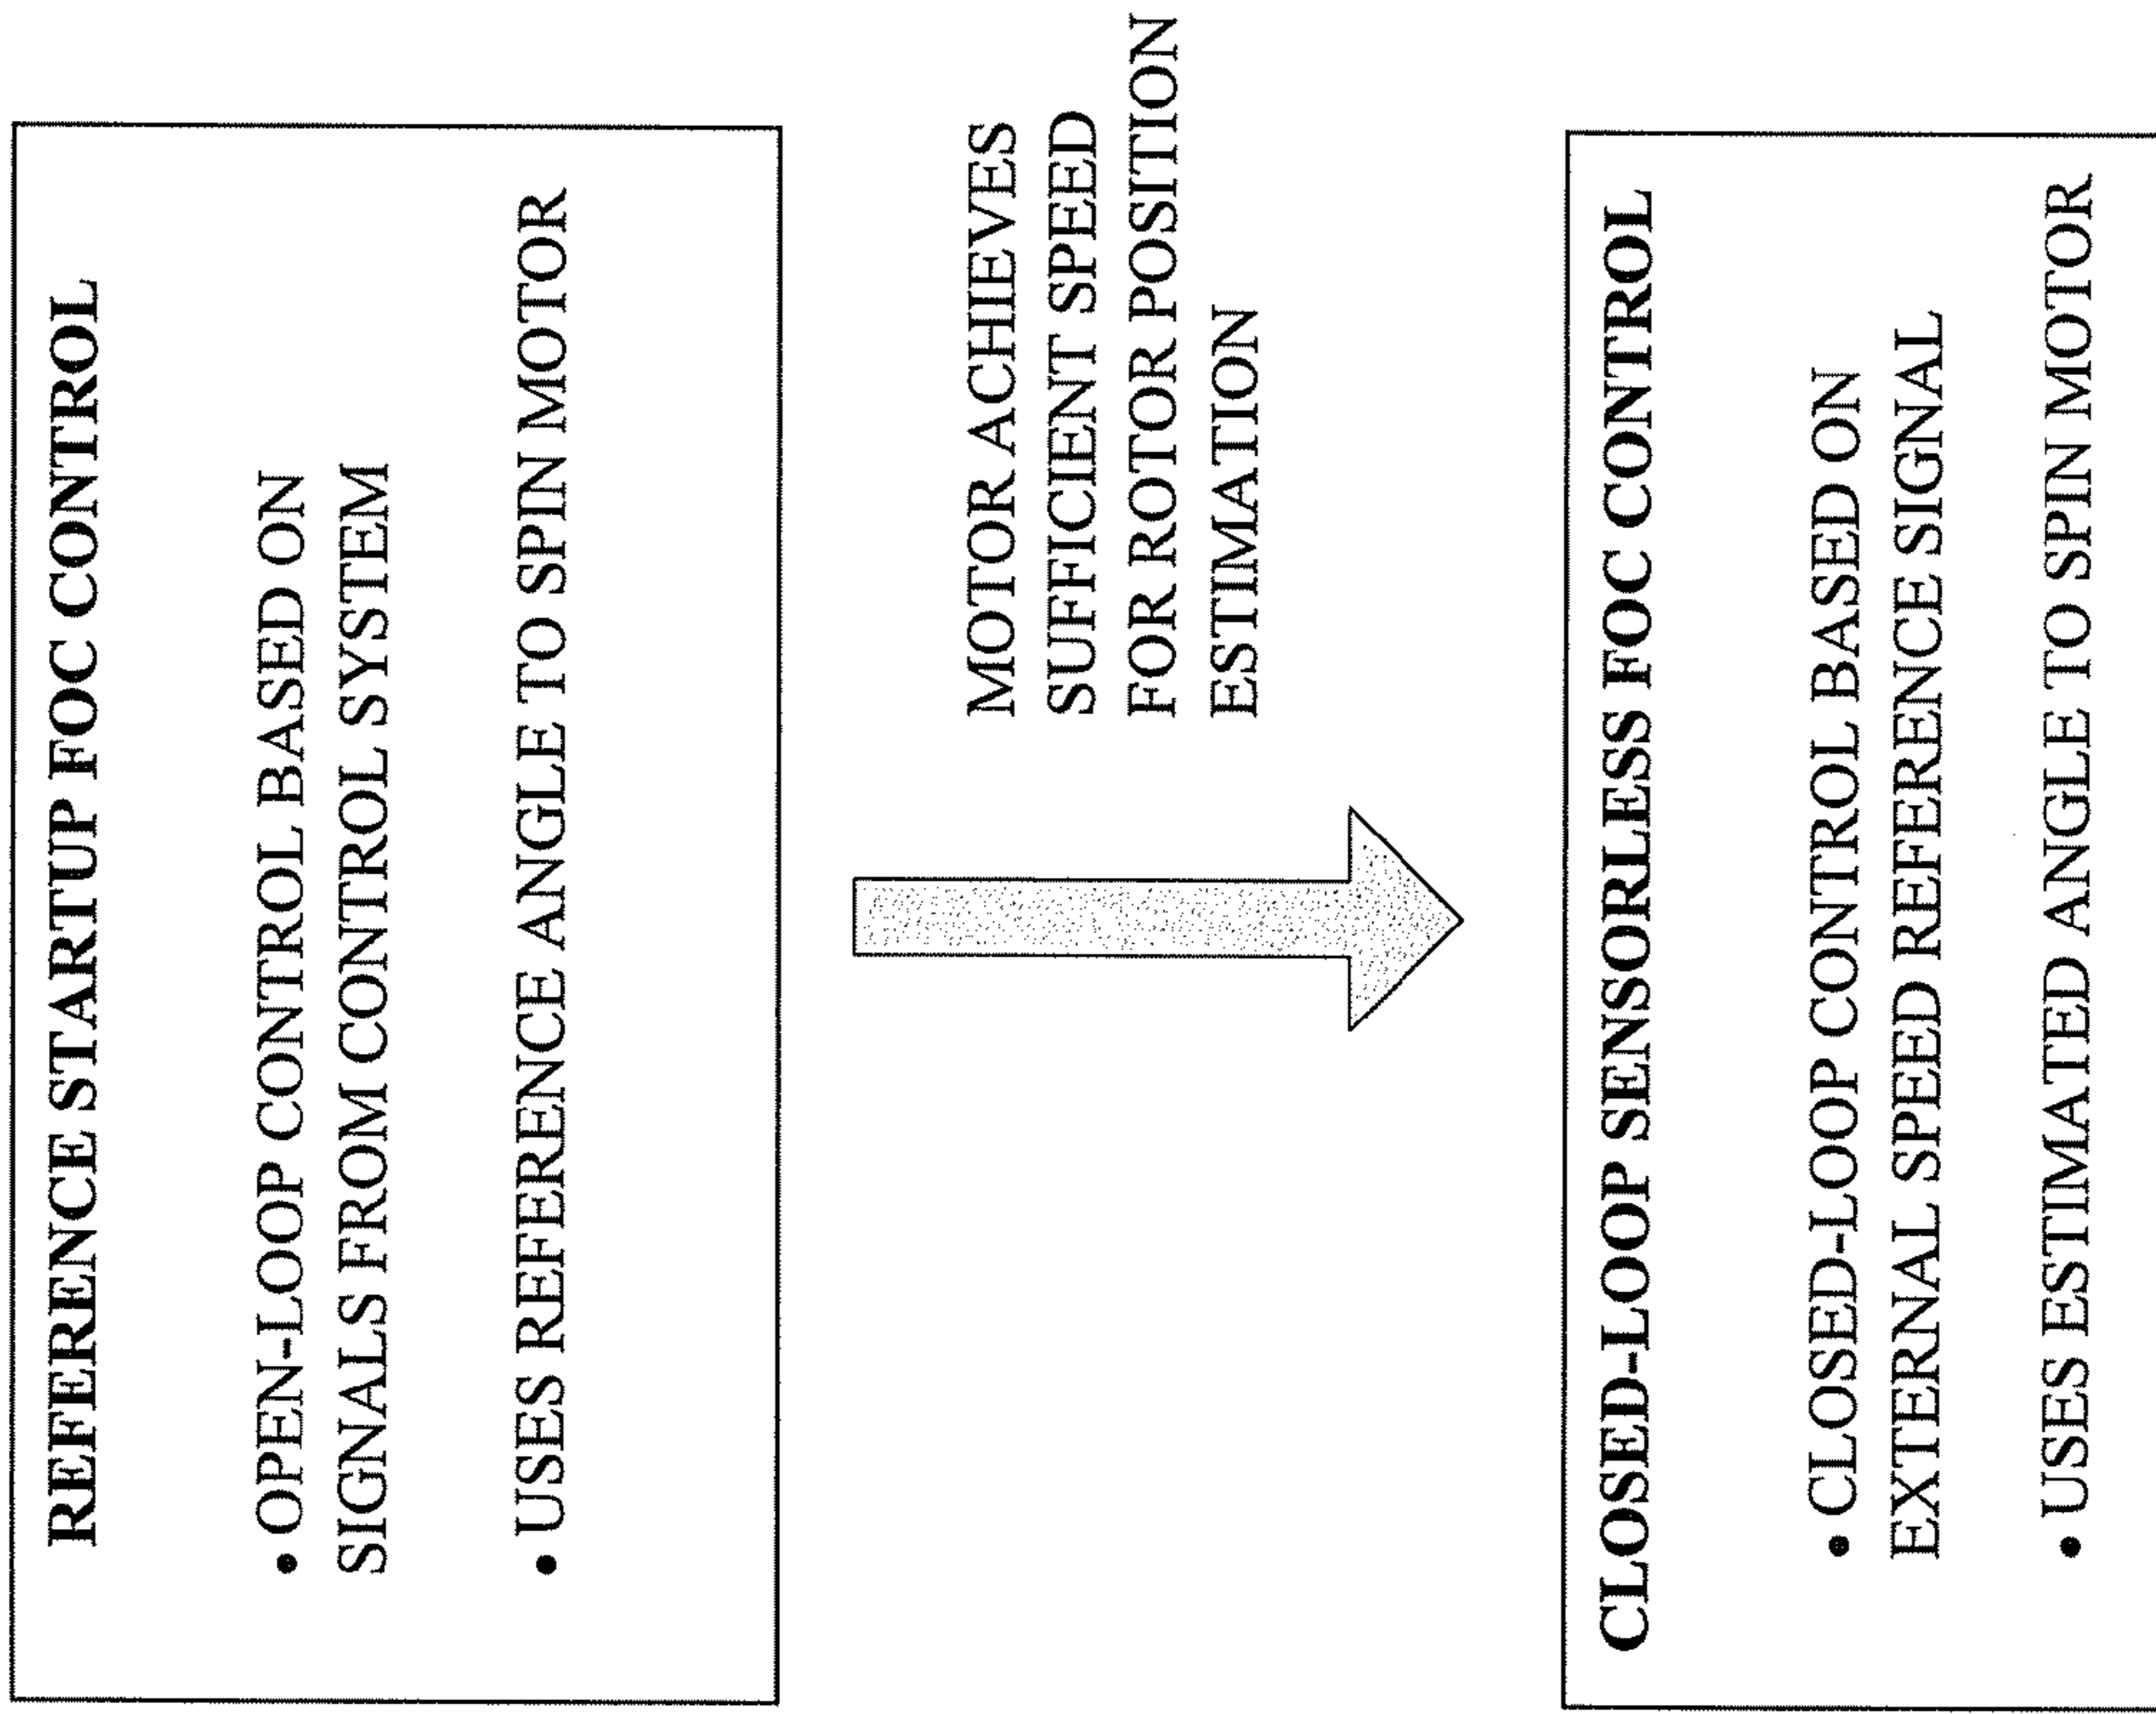 REFERENCE STARTUP FOC CONTROL
• OPEN-LOOP CONTROL BASED ON
SIGNALS FROM CONTROL SYSTEM
• USES REFERENCE ANGLE TO SPIN MOTOR
MOTOR ACHIEVES
SUFFICIENT SPEED
FOR ROTOR POSITION
ESTIMATION
CLOSED-LOOP SENSORLESS FOC CONTROL
• CLOSED-LOOP CONTROL BASED ON
EXTERNAL SPEED REFERENCE SIGNAL
• USES ESTIMATED ANGLE TO SPIN MOTOR